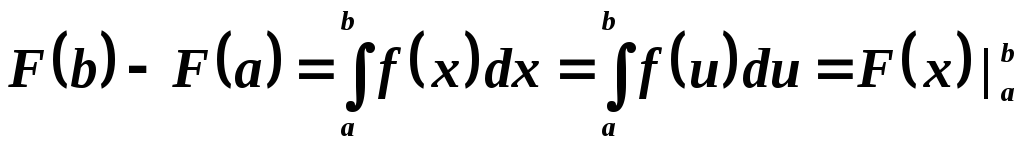 F(b) - F(a) = ∫_a^b f(x)dx = ∫_a^b f(u)du = F(x)|_a^b